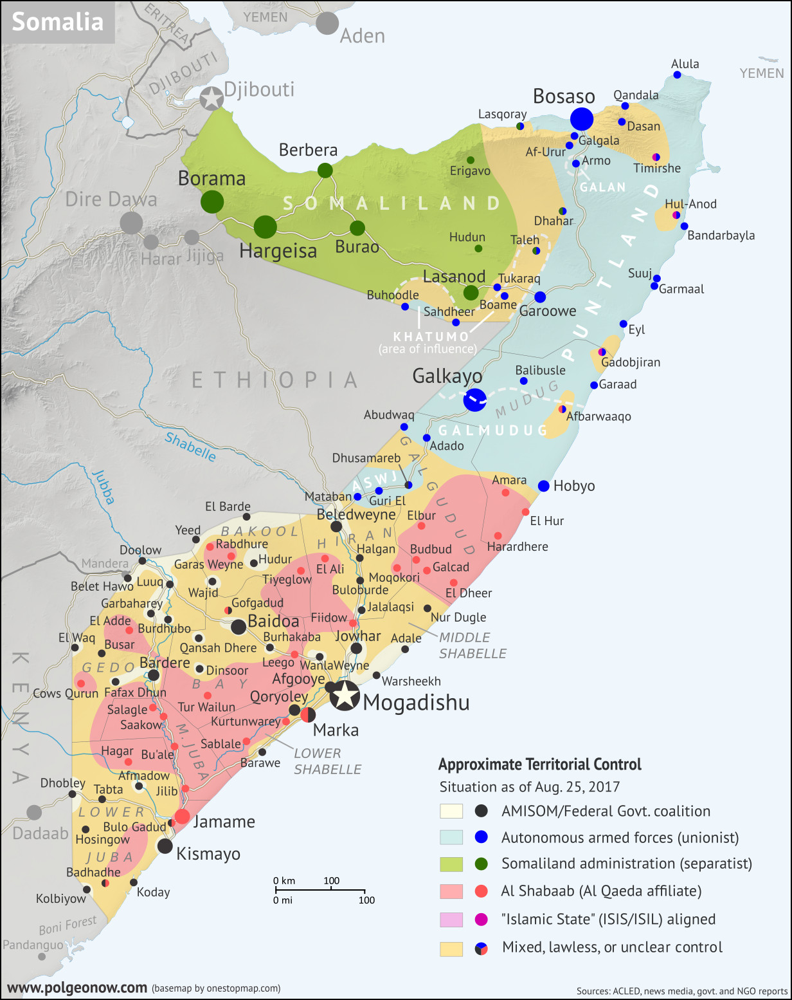 Somalia
ERITREA
YEMEN
Aden
DJIBOUTI
Djibouti
YEMEN
Alula
Bosaso
Qandala
Lasqoray
Dasan
Galgala
Af-Urur
Armo
Timirshe
GALAN
Berbera
Erigavo
Borama
SOMALILAND
Dire Dawa
Hul-Anod
Dhahar
Bandarbayla
PUNTLAND
Harar
Jijiga
Hargeisa
Burao
Hudun
Taleh
Lasanod
Tukaraq
Suuj
Garmaal
Buhoodle
Boame
Sahdheer
Garoowe
Eyl
KHATUMO
(area of influence)
Gadobjiran
ETHIOPIA
Galkayo
Balibusle
Garaad
MUDUG
Abudwaq
Afbarwaaqo
GALMUDUG
Adado
Shabelle
Jubba
GALGUDUD
Dhusamareb
ASWJ
Amara
Hobyo
Mataban
Guri El
El Barde
Beledweyne
Elbur
El Hur
Yeed
BAKOOL
HIRAN
Rabdhure
Harardhere
Doolow
Halgan
Budbud
Mandera
Garas Weyne
Hudur
El Ali
Galcad
Belet Hawo
Luuq
Wajid
Tiyeglow
Moqokori
Buloburde
El Dheer
Garbaharey
Gofgadud
Jalalaqsi
El Adde
Burdhubo
Baidoa
Fiidow
Nur Dugle
El Waq
Busar
Qansah Dhere
Burhakaba
Jowhar
Adale
MIDDLE
SHABELLE
KENYA
GEDO
Bardere
Dinsoor
Leego
WanlaWeyne
BAY
Afgooye
Warsheekh
Cows Qurun
Fafax Dhun
Qoryoley
Mogadishu
Salagle
Tur Wailun
Saakow
Kurtunwarey
Marka
M. JUBA
Sablale
LOWER
SHABELLE
Hagar
Bu'ale
Barawe
Afmadow
Dhobley
Tabta
Jilib
LOWER
JUBA
Jamame
Dadaab
Bulo Gadud
Hosingow
Kismayo
Badhadhe
Koday
Kolbiyow
Boni Forest
Pandanguo
0 km 100
0 mi 100
Approximate Territorial Control
Situation as of Aug. 25, 2017
AMISOM/Federal Govt. coalition
Autonomous armed forces (unionist)
Somaliland administration (separatist)
Al Shabaab (Al Qaeda affiliate)
"Islamic State" (ISIS/ISIL) aligned
Mixed, lawless, or unclear control
www.polgeonow.com (basemap by onestopmap.com)
Sources: ACLED, news media, govt. and NGO reports